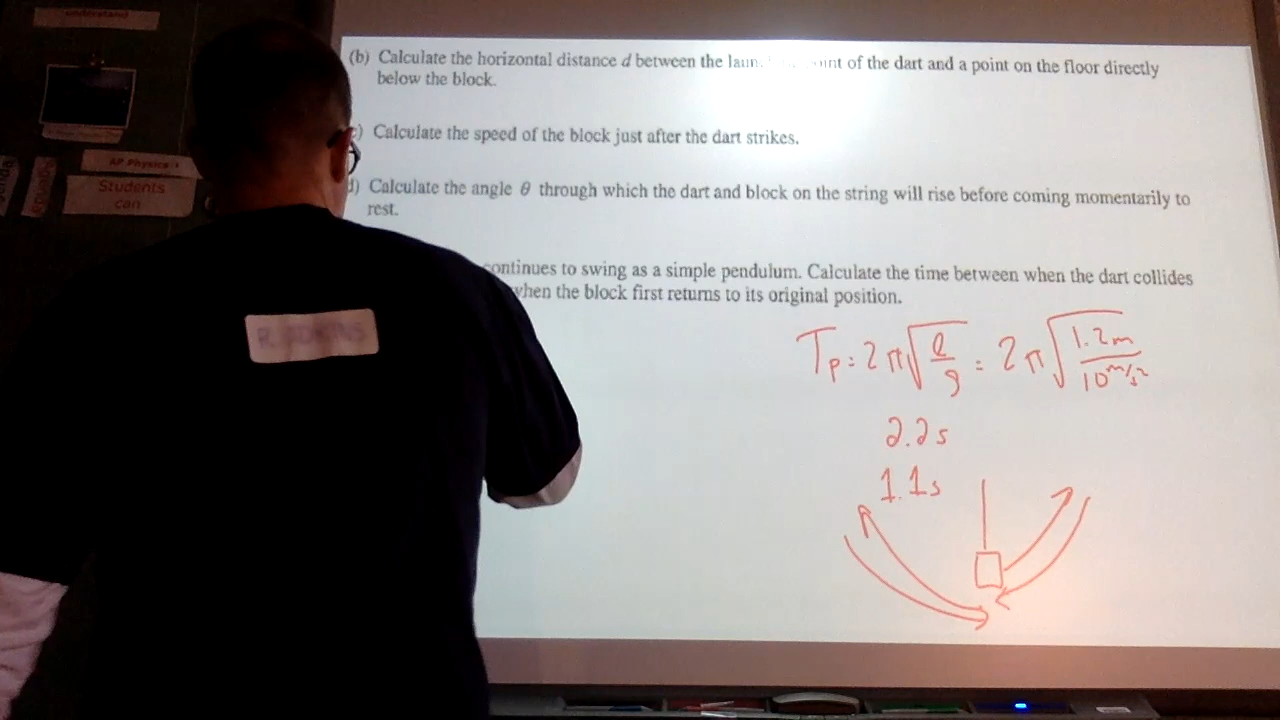 understand
(b) Calculate the horizontal distance d between the of the dart and a point on the floor directly
below the block.
) Calculate the speed of the block just after the dart strikes.
) Calculate the angle θ through which the dart and block on the string will rise before coming momentarily to
rest.
continues to swing as a simple pendulum. Calculate the time between when the dart collides
when the block first returns to its original position.
AP Physics 1
Students
can
Tp = 2π√(ℓ/g) = 2π√(1.2m/10 m/s²)
2.2s
1.1s